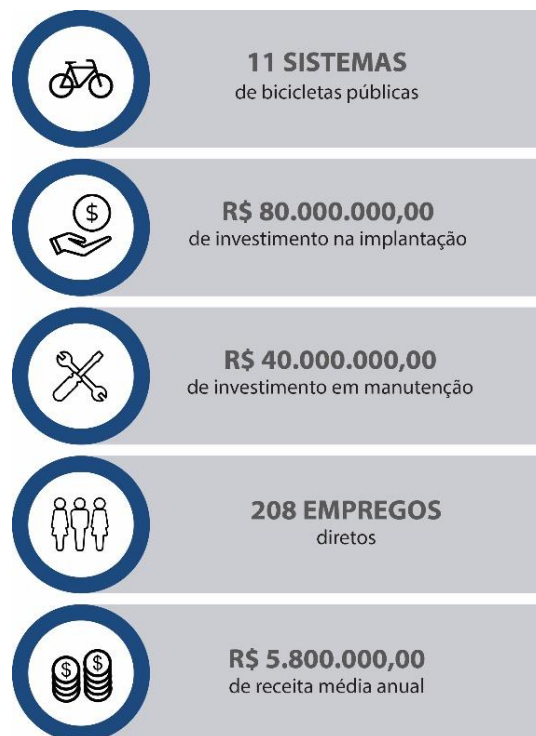 11 SISTEMAS
de bicicletas públicas
$
R$ 80.000.000,00
de investimento na implantação
R$ 40.000.000,00
de investimento em manutenção
208 EMPREGOS
diretos
$ $
R$ 5.800.000,00
de receita média anual